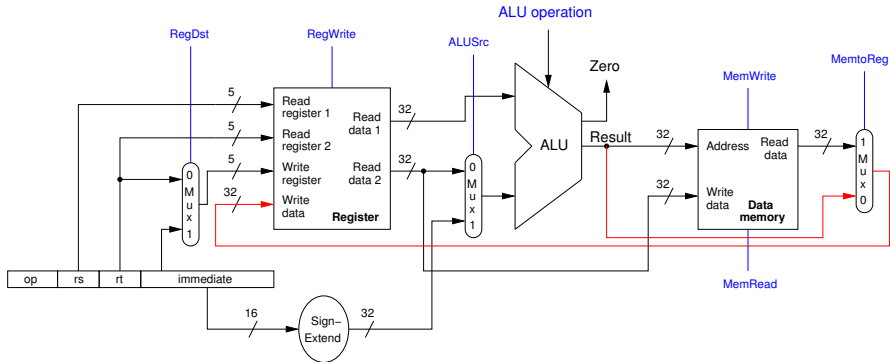 ALU operation
RegDst
RegWrite
ALUSrc
MemtoReg
Zero
MemWrite
5
Read
register 1
32
Read
data 1
5
Read
register 2
ALU
Result
32
Address
Read
data
32
1
M
u
x
0
5
Write
register
Read
data 2
32
0
M
u
x
1
0
M
u
x
1
32
Write
data
Register
32
Write
data
Data
memory
op
rs
rt
immediate
MemRead
16
Sign-
Extend
32